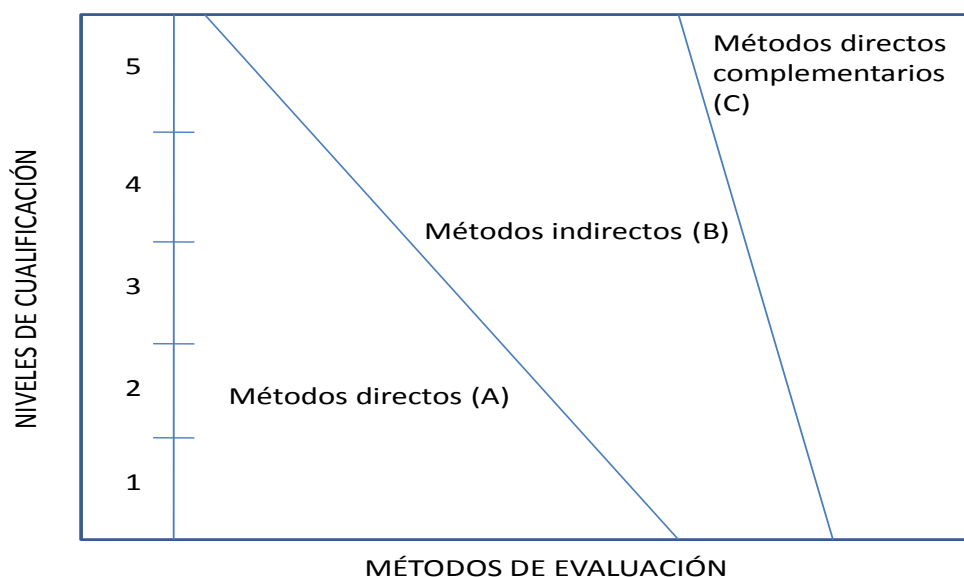 Métodos directos
complementarios
(C)
5
4
Métodos indirectos (B)
3
2
Métodos directos (A)
1
NIVELES DE CUALIFICACIÓN
MÉTODOS DE EVALUACIÓN